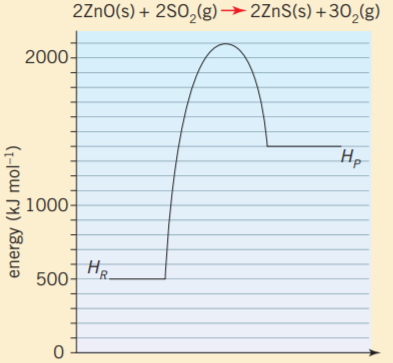 2ZnO(s) + 2SO₂(g) → 2ZnS(s) + 3O₂(g)
energy (kJ mol⁻¹)
2000
1000
500
0
H_R
H_P